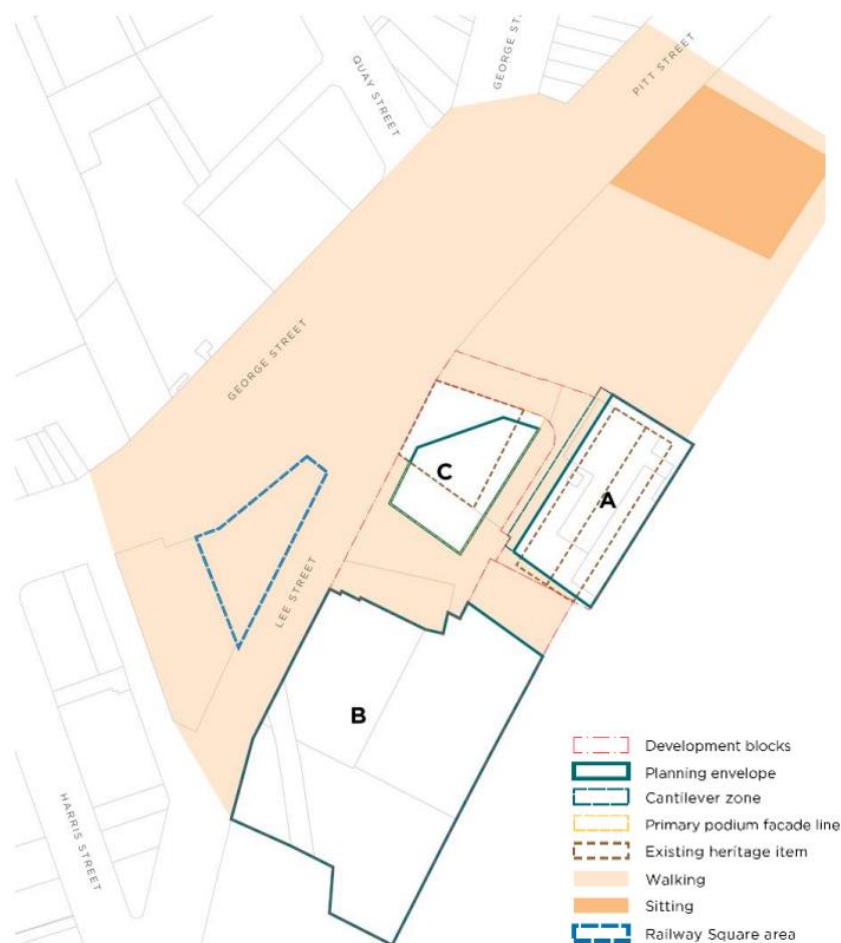 QUAY STREET
GEORGE S
PITT STREET
GEORGE STREET
C
A
LEE STREET
B
HARRIS STREET
Development blocks
Planning envelope
Cantilever zone
Primary podium facade line
Existing heritage item
Walking
Sitting
Railway Square area